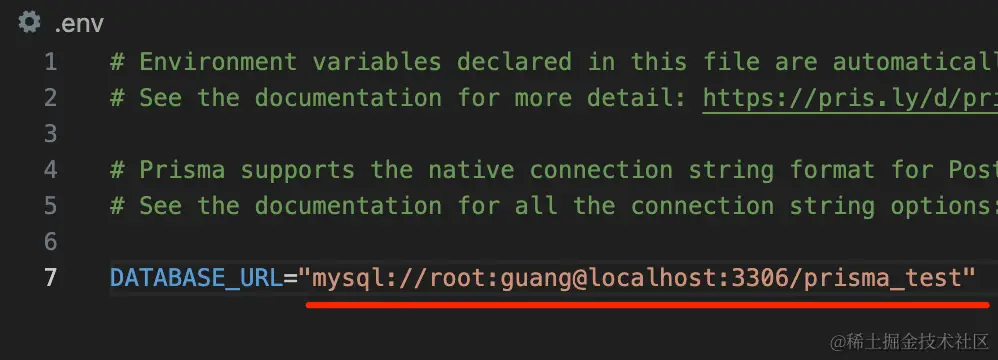 .env
1 # Environment variables declared in this file are automaticall
2 # See the documentation for more detail: https://pris.ly/d/pri
3
4 # Prisma supports the native connection string format for Post
5 # See the documentation for all the connection string options:
6
7 DATABASE_URL="mysql://root:guang@localhost:3306/prisma_test"
@稀土掘金技术社区